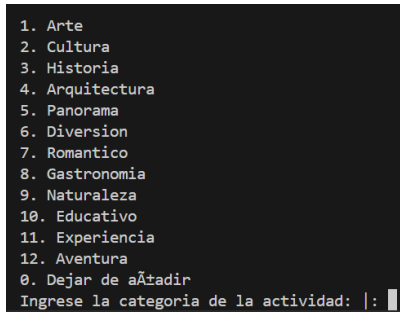 1. Arte
2. Cultura
3. Historia
4. Arquitectura
5. Panorama
6. Diversion
7. Romantico
8. Gastronomia
9. Naturaleza
10. Educativo
11. Experiencia
12. Aventura
0. Dejar de aÃ±adir
Ingrese la categoria de la actividad: |: